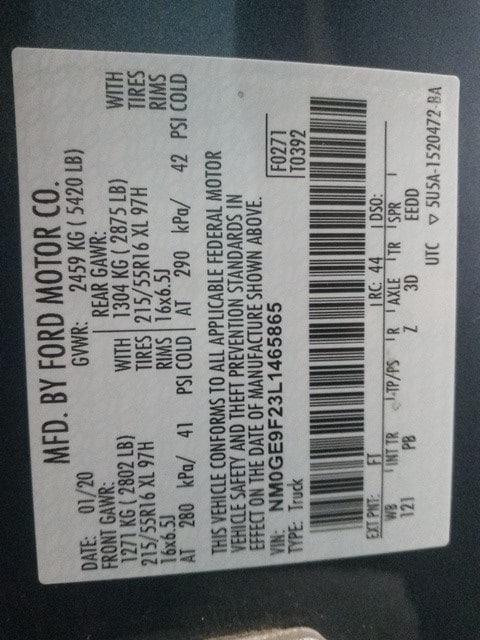 MFD. BY FORD MOTOR CO.
DATE: 01/20 GVWR: 2459 KG ( 5420 LB)
FRONT GAWR: REAR GAWR:
1271 KG ( 2802 LB) WITH 1304 KG ( 2875 LB) WITH
215/55R16 XL 97H TIRES 215/55R16 XL 97H TIRES
16x6.5J RIMS 16x6.5J RIMS
AT 280 kPa/ 41 PSI COLD AT 290 kPa/ 42 PSI COLD
THIS VEHICLE CONFORMS TO ALL APPLICABLE FEDERAL MOTOR
VEHICLE SAFETY AND THEFT PREVENTION STANDARDS IN
EFFECT ON THE DATE OF MANUFACTURE SHOWN ABOVE.
VIN: NM0GE9F23L1465865 F0271
TYPE: Truck T0392
EXT PNT: FT RC: 44 DSO:
WB INT TR TP/PS R AXLE TR SPR
121 PB Z 3D EEDD
UTC ▽ 5U5A-1520472-BA